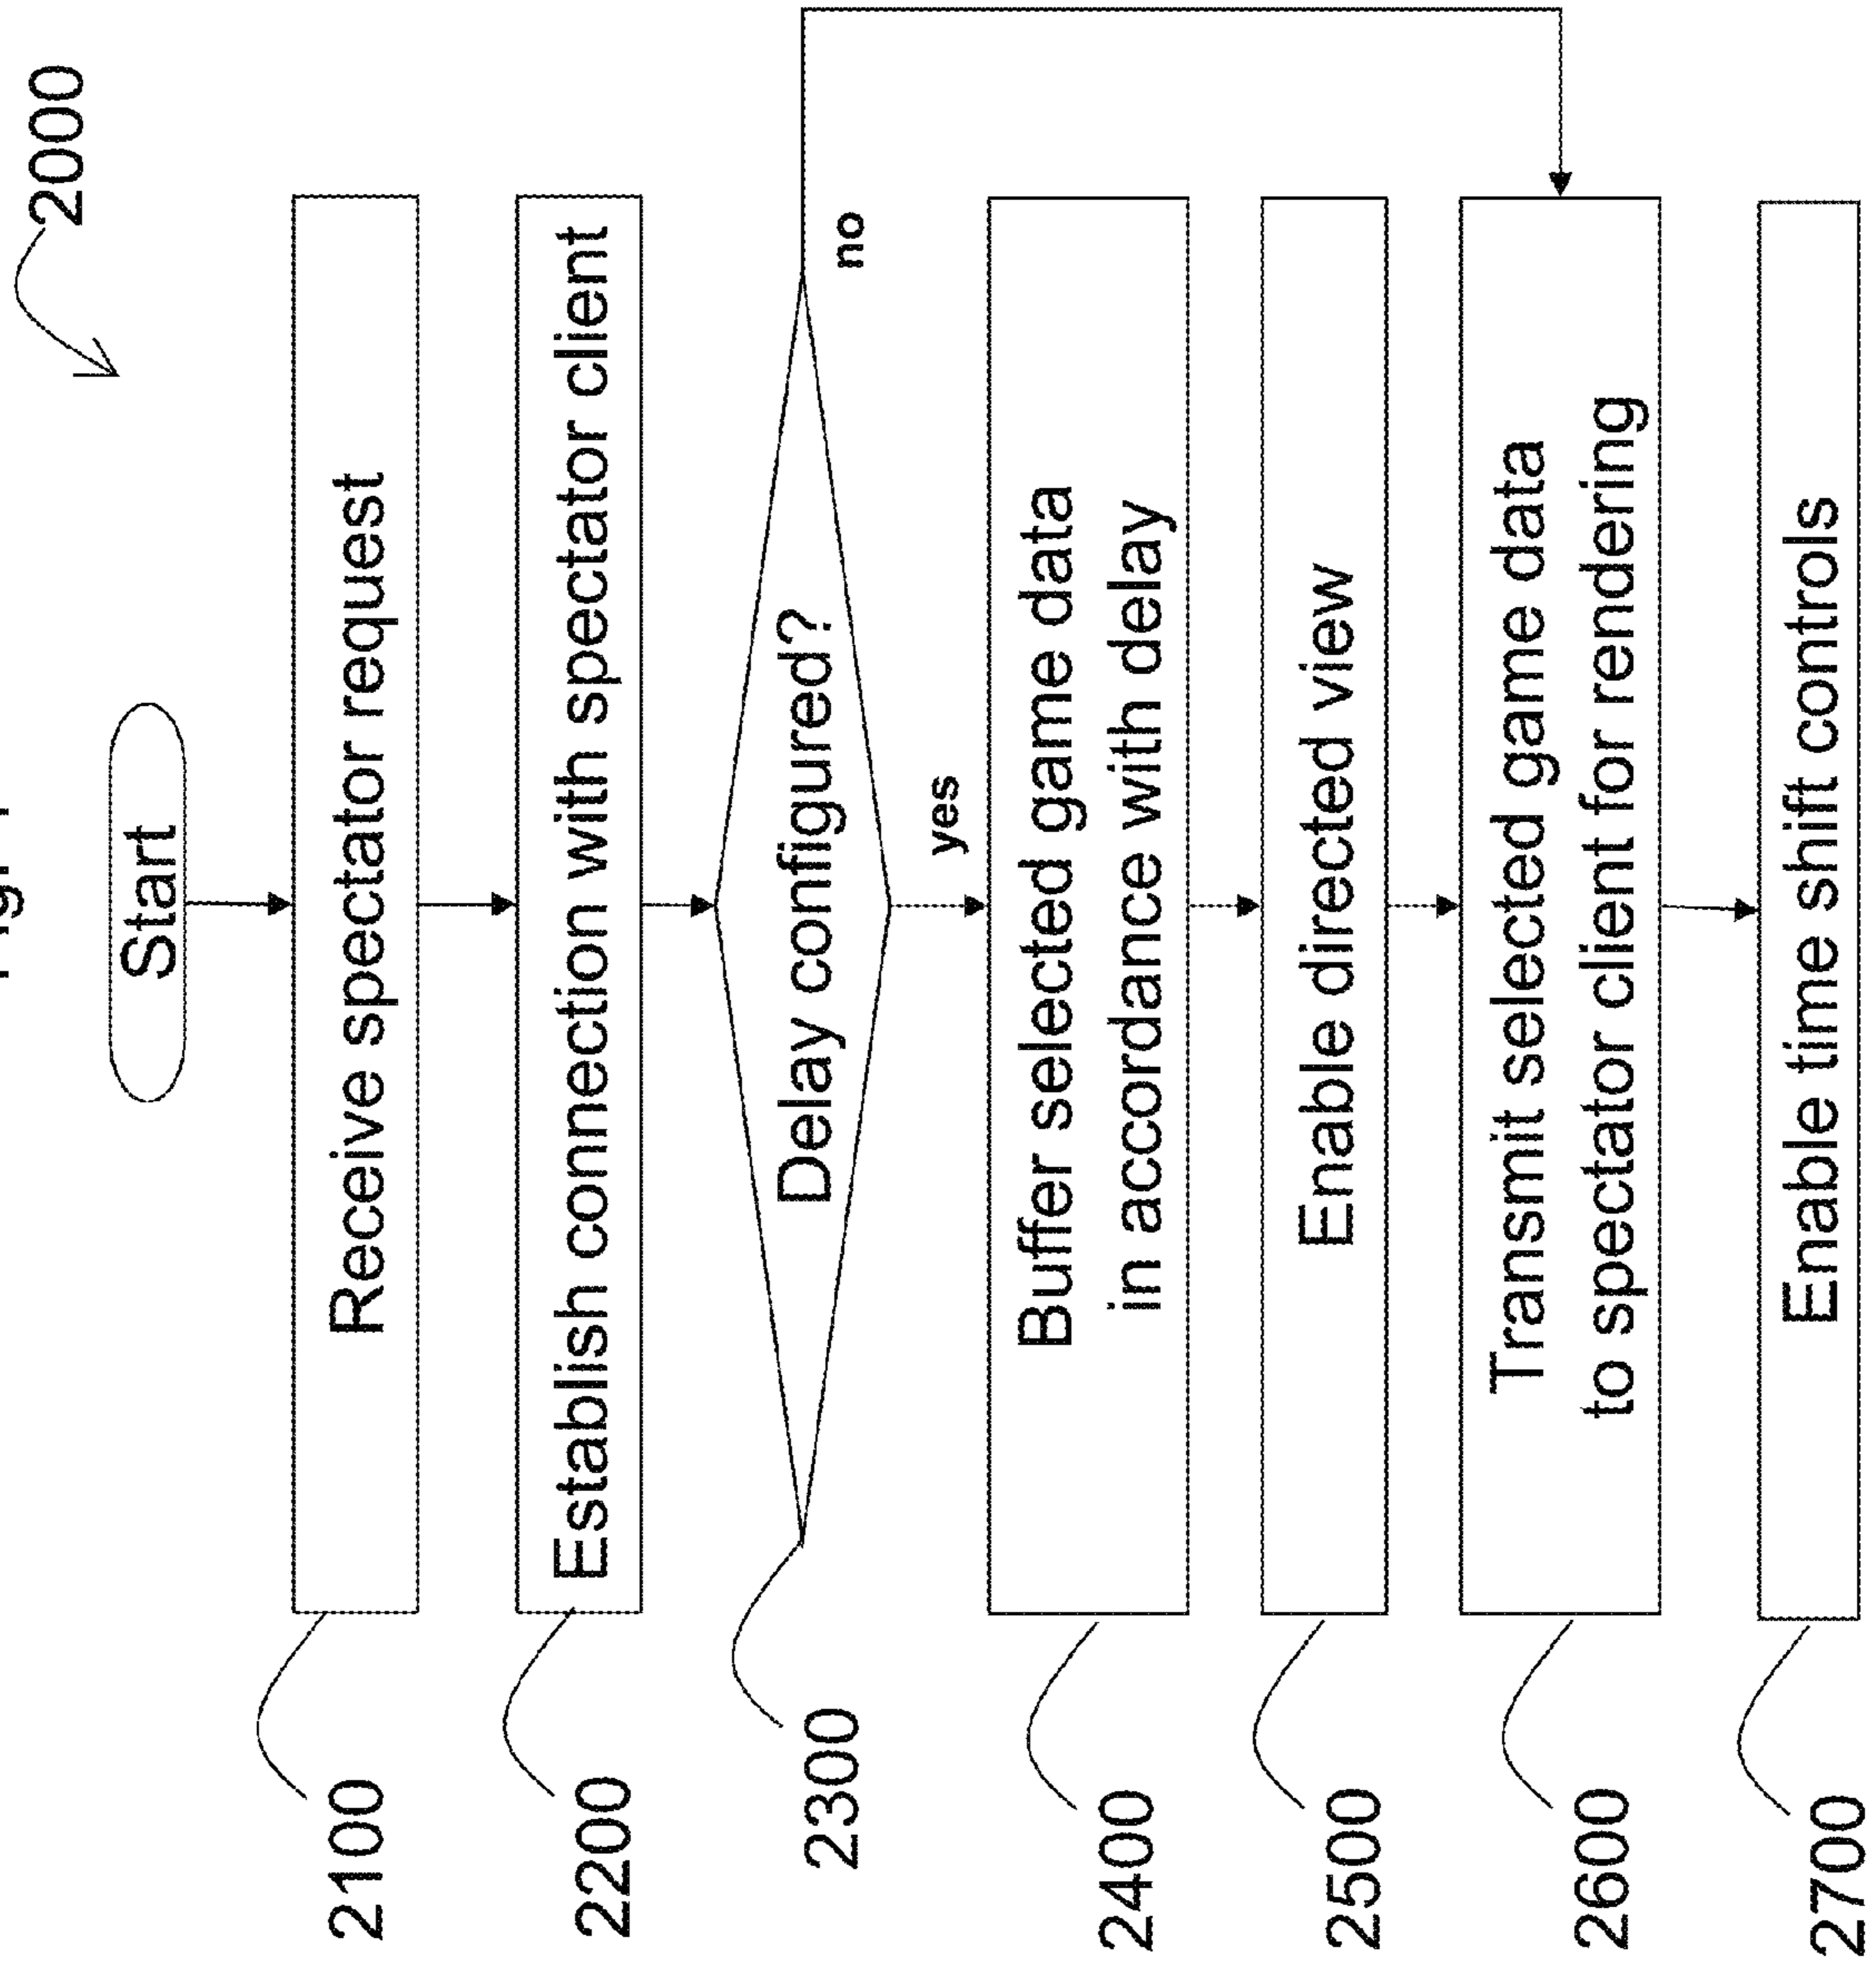 2000
Start
2100
Receive spectator request
2200
Establish connection with spectator client
2300
Delay configured?
no
yes
2400
Buffer selected game data
in accordance with delay
2500
Enable directed view
2600
Transmit selected game data
to spectator client for rendering
2700
Enable time shift controls